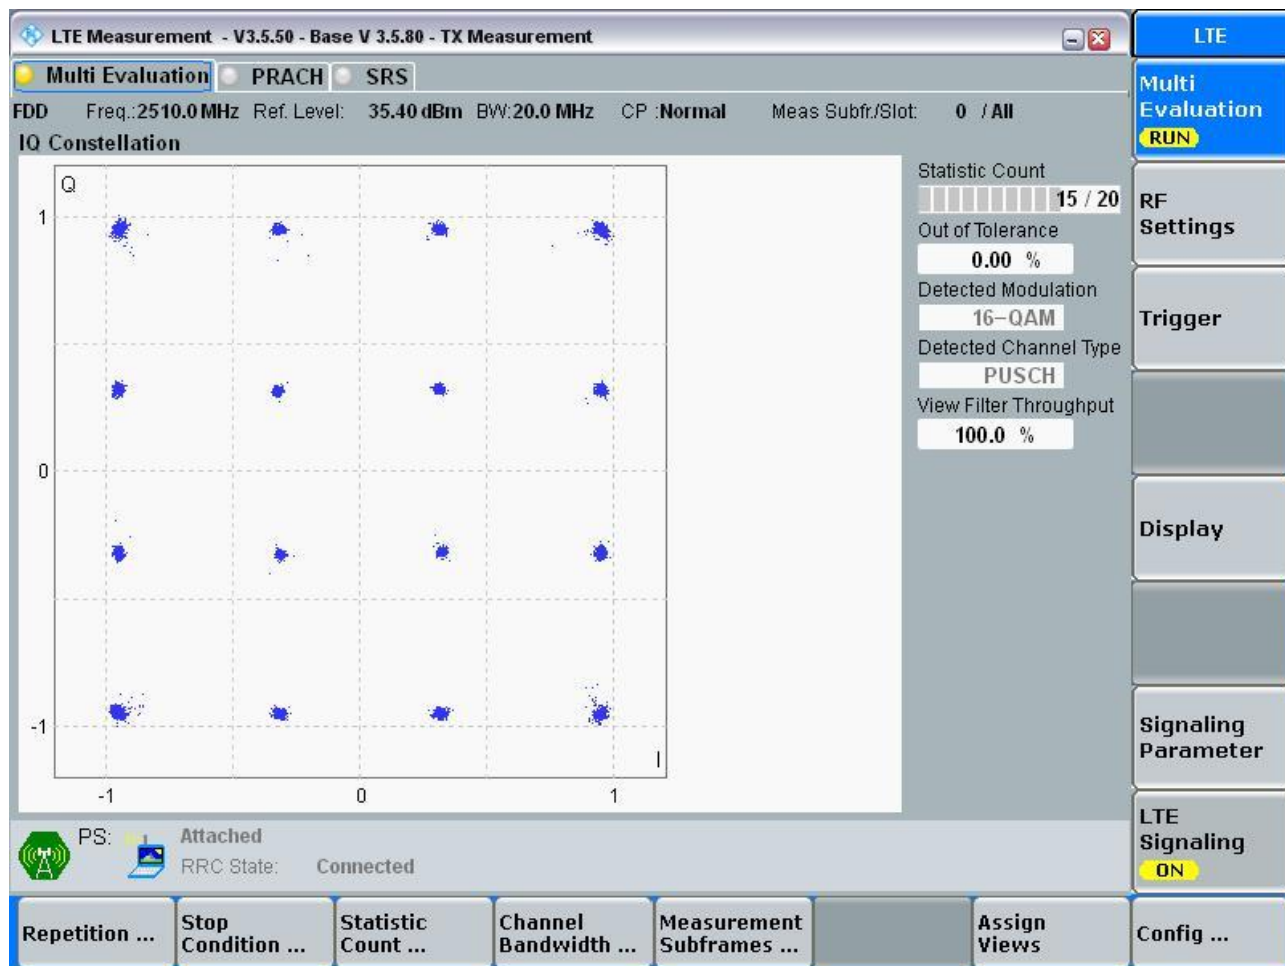 LTE Measurement - V3.5.50 - Base V 3.5.80 - TX Measurement
LTE
Multi Evaluation PRACH SRS
FDD Freq.:2510.0 MHz Ref. Level: 35.40 dBm BW:20.0 MHz CP :Normal Meas Subfr./Slot: 0 / All
IQ Constellation
Q
1
0
-1
I
-1 0 1
Statistic Count
15 / 20
Out of Tolerance
0.00 %
Detected Modulation
16-QAM
Detected Channel Type
PUSCH
View Filter Throughput
100.0 %
Multi
Evaluation
RUN
RF
Settings
Trigger
Display
Signaling
Parameter
LTE
Signaling
ON
PS: Attached
RRC State: Connected
Repetition ...
Stop
Condition ...
Statistic
Count ...
Channel
Bandwidth ...
Measurement
Subframes ...
Assign
Views
Config ...